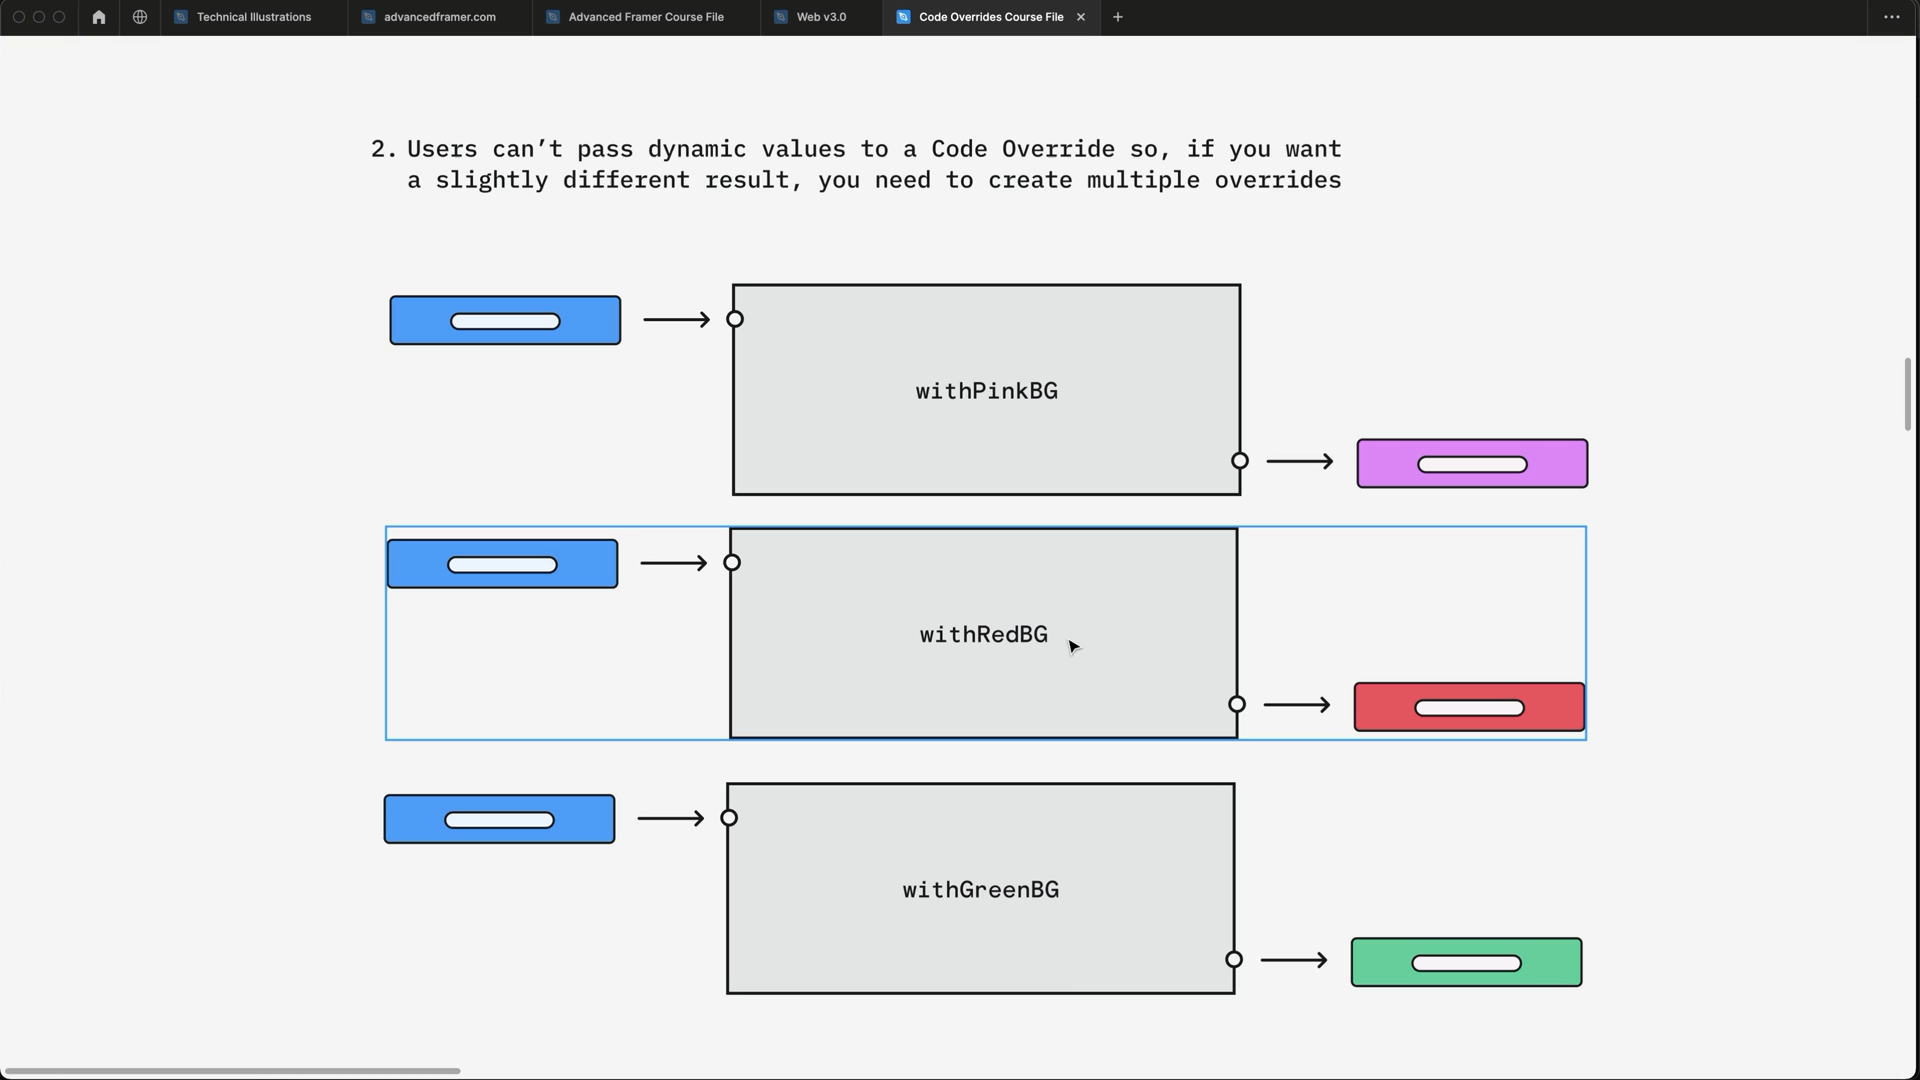 Technical Illustrations
advancedframer.com
Advanced Framer Course File
Web v3.0
Code Overrides Course File
2. Users can’t pass dynamic values to a Code Override so, if you want
a slightly different result, you need to create multiple overrides
withPinkBG
withRedBG
withGreenBG